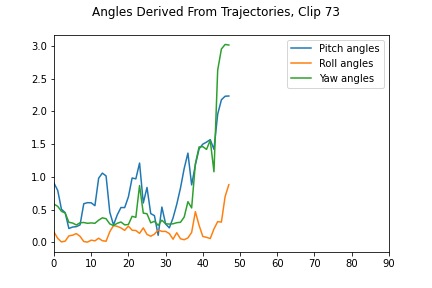 Angles Derived From Trajectories, Clip 73
3.0
2.5
2.0
1.5
1.0
0.5
0.0
0 10 20 30 40 50 60 70 80 90
Pitch angles
Roll angles
Yaw angles